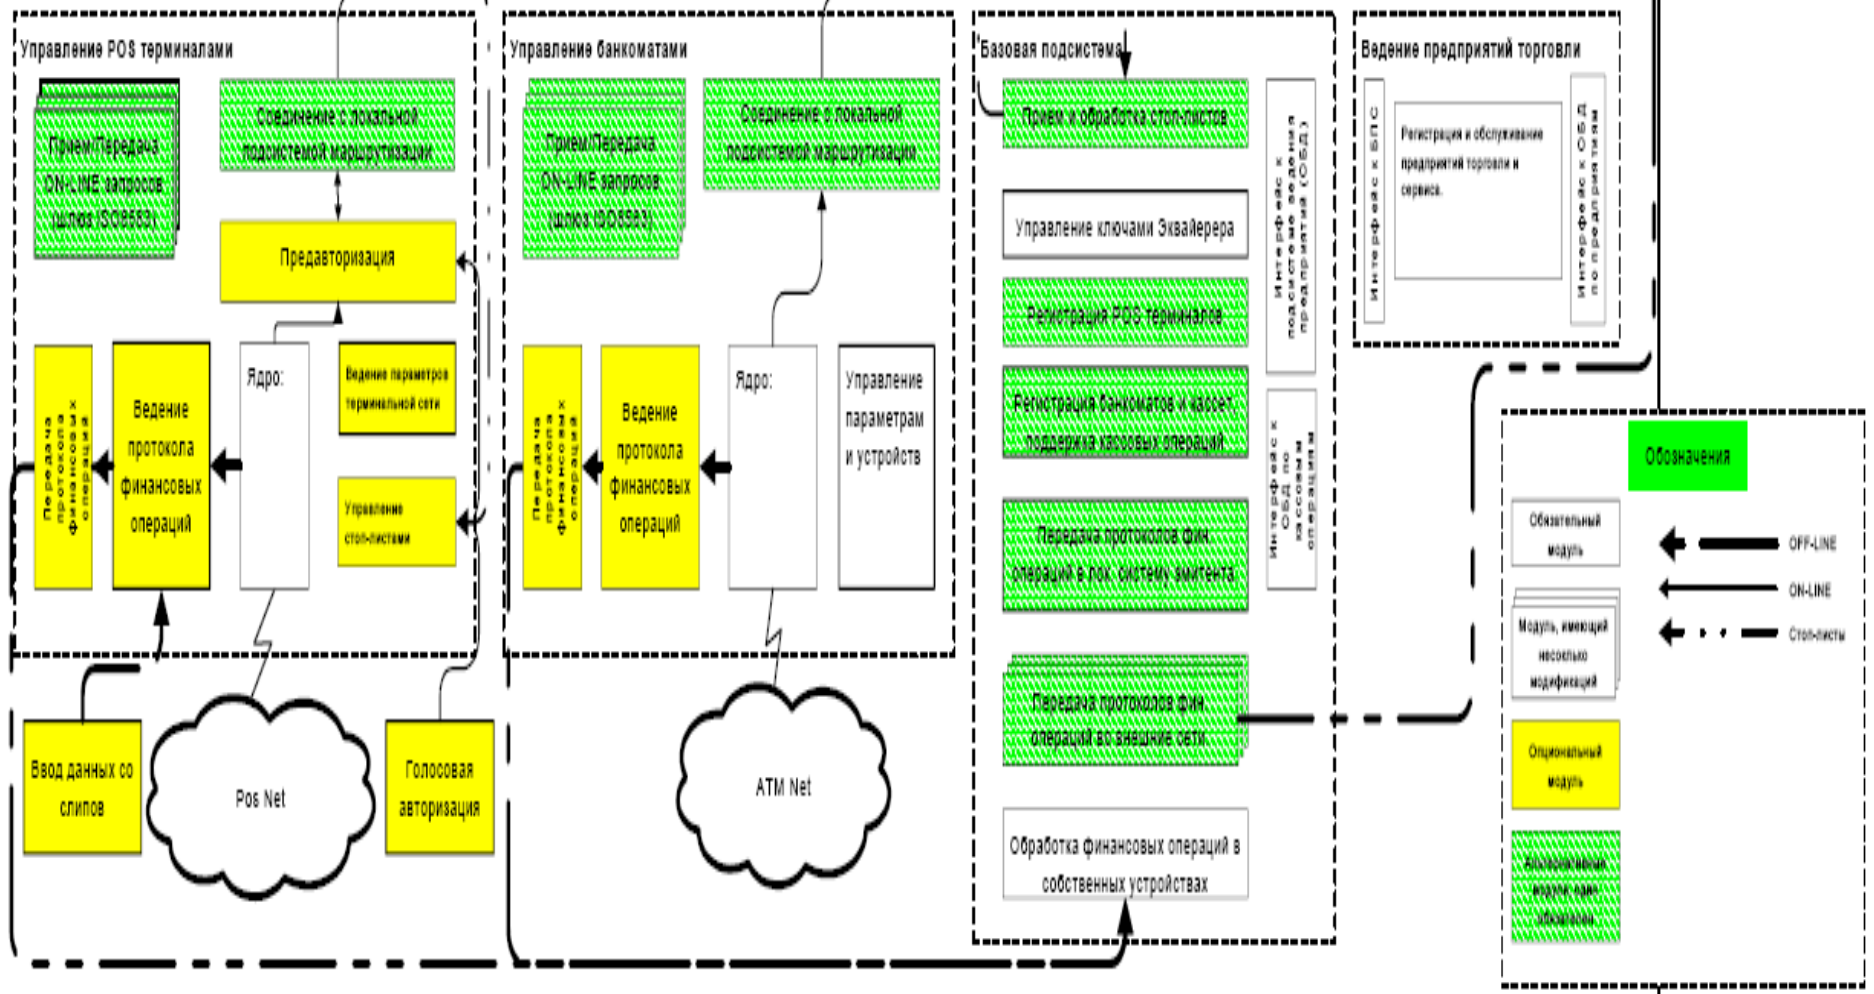 Управление POS терминалами
Прием/Передача
ON-LINE запросов
(шлюз ISO8583)
Соединение с локальной
подсистемой маршрутизации
Предавторизация
Передача
протокола
финансовых
операций
Ведение
протокола
финансовых
операций
Ядро:
Ведение параметров
терминальной сети
Управление
стоп-листами
Ввод данных со
слипов
Pos Net
Голосовая
авторизация
Управление банкоматами
Прием/Передача
ON-LINE запросов
(шлюз ISO8583)
Соединение с локальной
подсистемой маршрутизации
Передача
протокола
финансовых
операций
Ведение
протокола
финансовых
операций
Ядро:
Управление
параметрам
и устройств
ATM Net
Базовая подсистема
Прием и обработка стоп-листов
Управление ключами Эквайерера
Регистрация POS терминалов
Регистрация банкоматов и кассет,
поддержка кассовых операций
Передача протоколов фин.
операций в лок. систему эмитента
Передача протоколов фин.
операций во внешние сети.
Обработка финансовых операций в
собственных устройствах
Интерфейс к
подсистеме ведения
предприятий (ОБД)
Интерфейс к
ОБД по
кассовым
операциям
Ведение предприятий торговли
Интерфейс к БПС
Регистрация и обслуживание
предприятий торговли и
сервиса.
Интерфейс к ОБД
по предприятиям
Обозначения
Обязательный
модуль
Модуль, имеющий
несоклько
модификаций
Опциональный
модуль
Альтернативные
модули, один
обязателен
OFF-LINE
ON-LINE
Стоп-листы